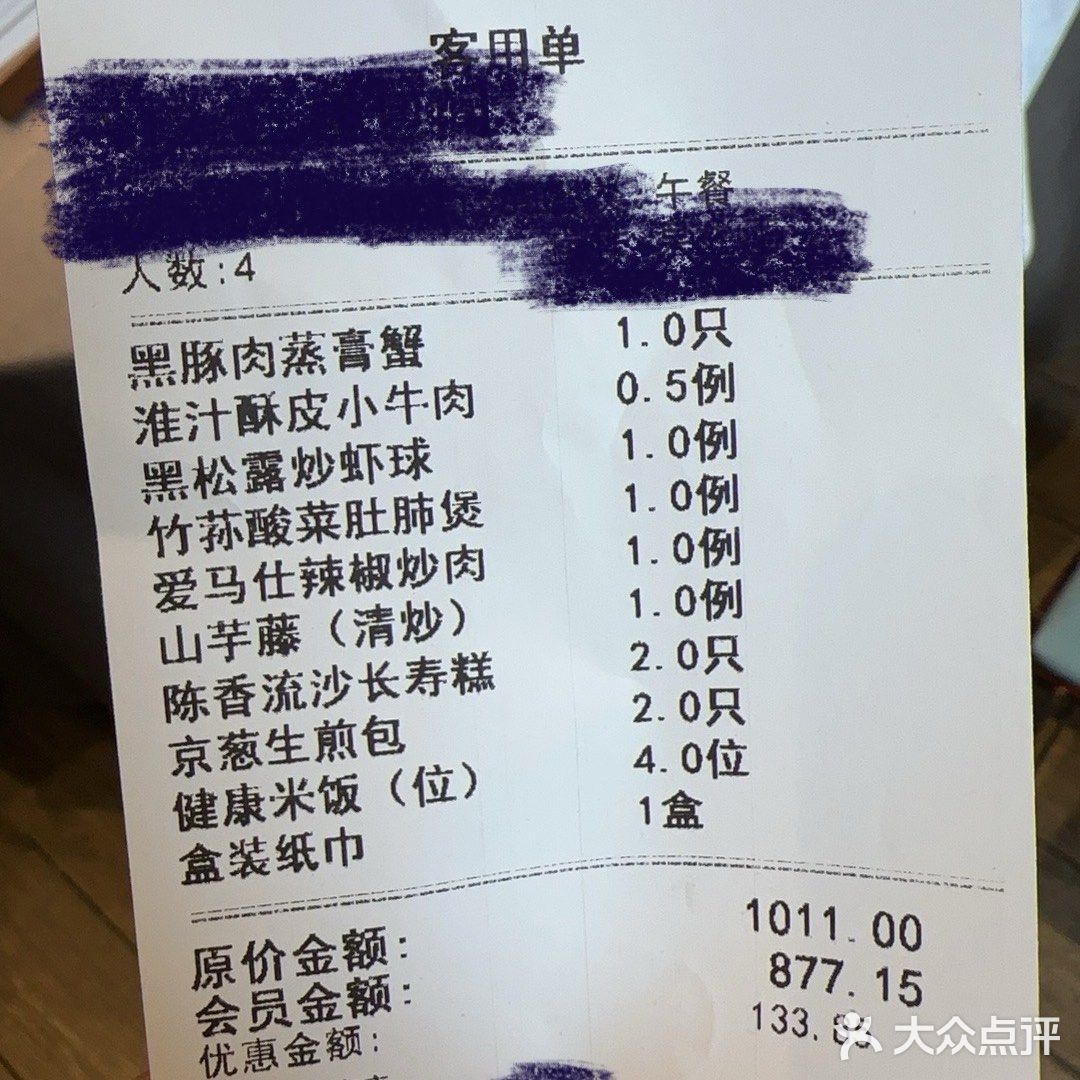 客用单
午餐
人数:4
黑豚肉蒸膏蟹 1.0只
淮汁酥皮小牛肉 0.5例
黑松露炒虾球 1.0例
竹荪酸菜肚肺煲 1.0例
爱马仕辣椒炒肉 1.0例
山芋藤（清炒） 1.0例
陈香流沙长寿糕 2.0只
京葱生煎包 2.0只
健康米饭（位） 4.0位
盒装纸巾 1盒
原价金额: 1011.00
会员金额: 877.15
优惠金额: 133.8
大众点评